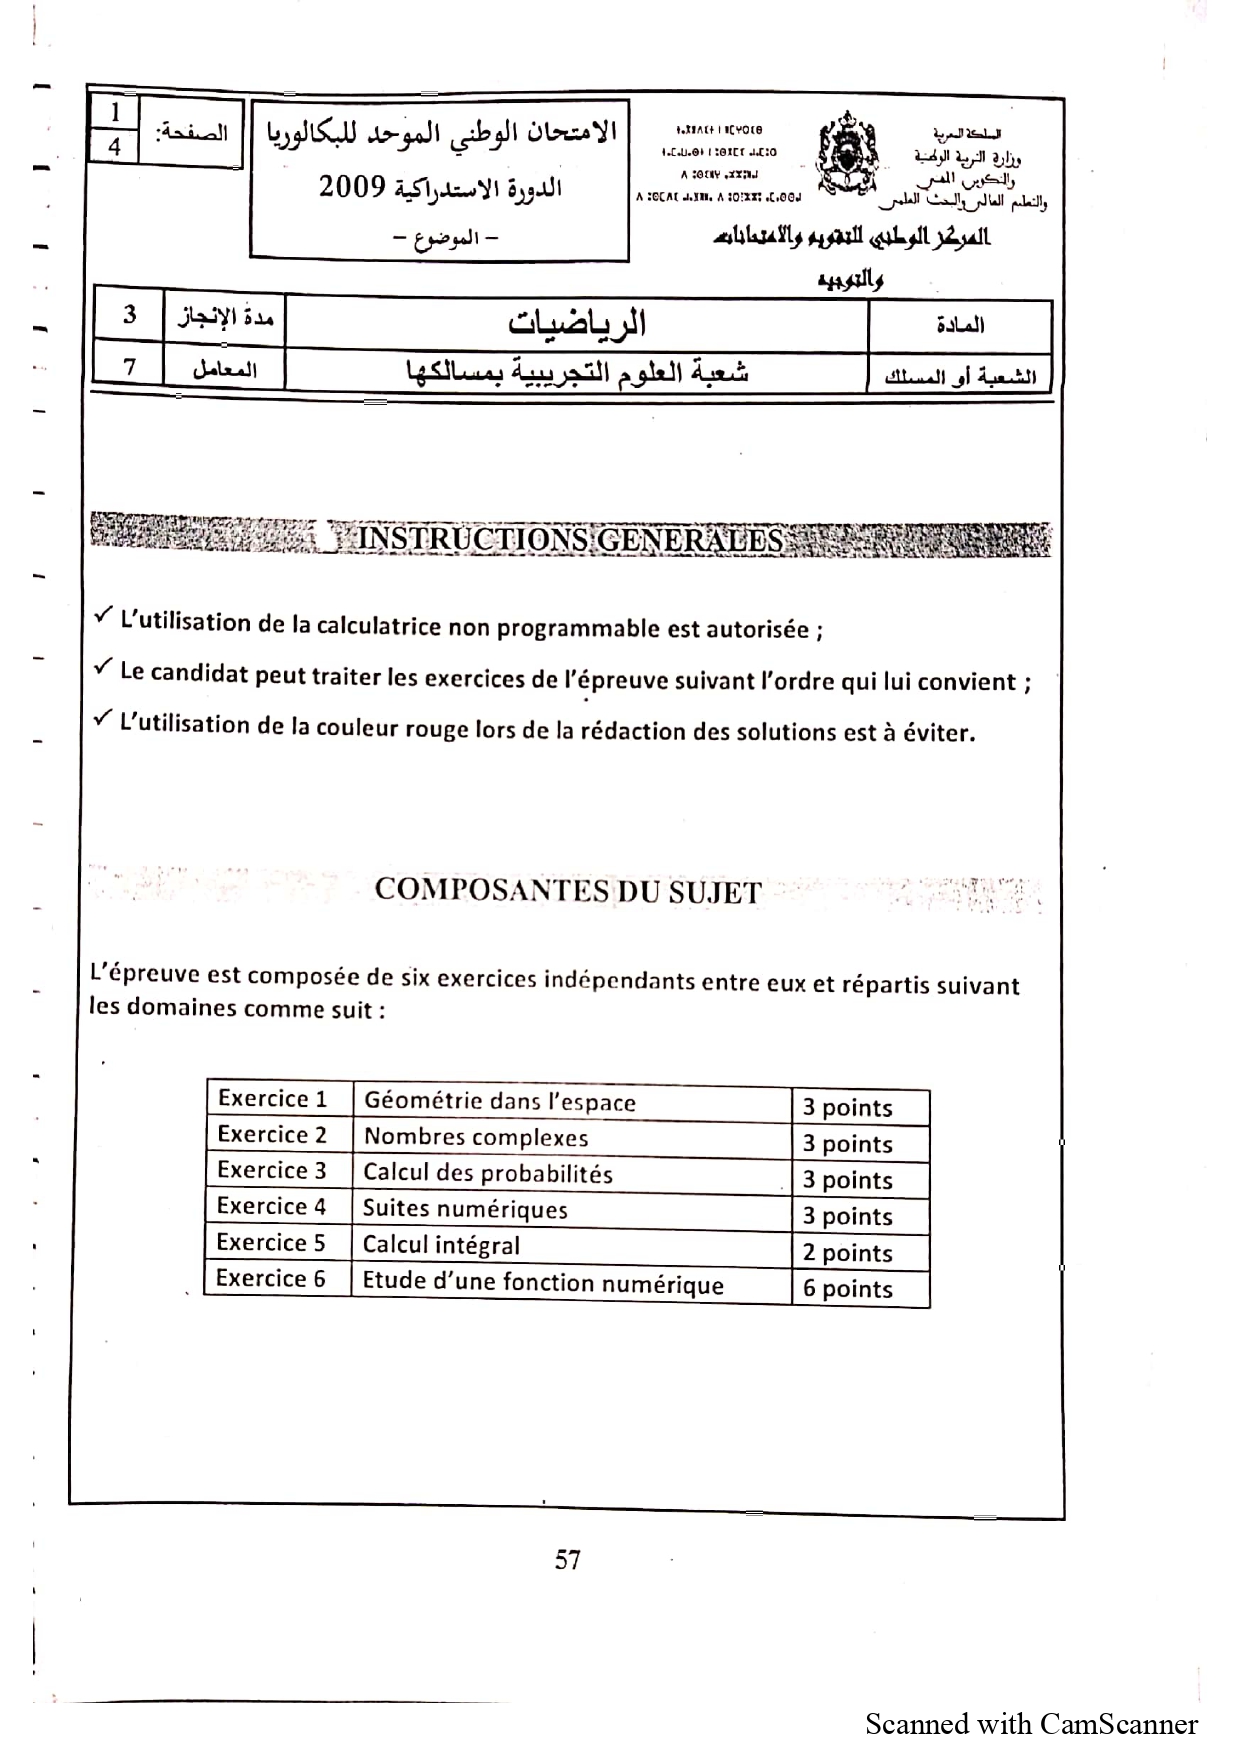 1
4
الصفحة:
الامتحان الوطني الموحد للبكالوريا
الدورة الاستدراكية 2009
– الموضوع –
المملكة المغربية
وزارة التربية الوطنية
والتكوين المهني
والتعليم العالي والبحث العلمي
المركز الوطني للتقويم والامتحانات
والتوجيه
المادة
الرياضيات
مدة الإنجاز
3
الشعبة أو المسلك
شعبة العلوم التجريبية بمسالكها
المعامل
7
INSTRUCTIONS GENERALES
✓ L'utilisation de la calculatrice non programmable est autorisée ;
✓ Le candidat peut traiter les exercices de l'épreuve suivant l'ordre qui lui convient ;
✓ L'utilisation de la couleur rouge lors de la rédaction des solutions est à éviter.
COMPOSANTES DU SUJET
L'épreuve est composée de six exercices indépendants entre eux et répartis suivant
les domaines comme suit :
Exercice 1 Géométrie dans l'espace 3 points
Exercice 2 Nombres complexes 3 points
Exercice 3 Calcul des probabilités 3 points
Exercice 4 Suites numériques 3 points
Exercice 5 Calcul intégral 2 points
Exercice 6 Etude d'une fonction numérique 6 points
57
Scanned with CamScanner